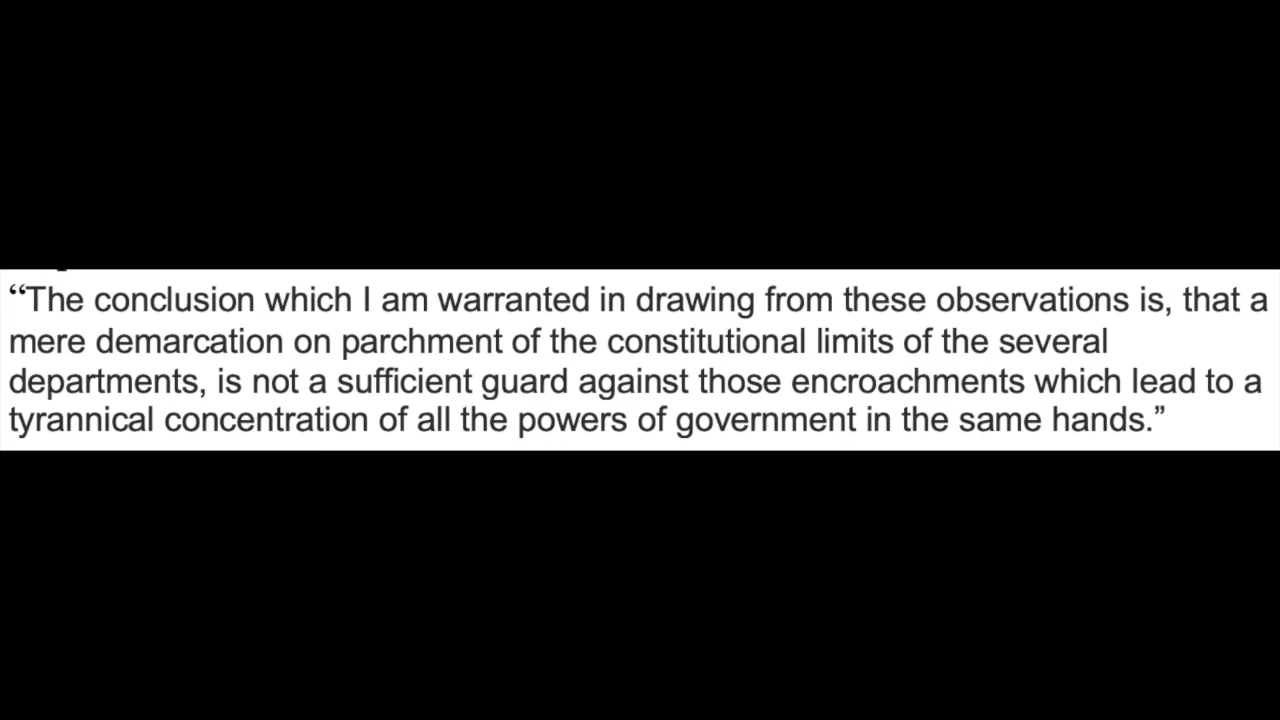 “The conclusion which I am warranted in drawing from these observations is, that a
mere demarcation on parchment of the constitutional limits of the several
departments, is not a sufficient guard against those encroachments which lead to a
tyrannical concentration of all the powers of government in the same hands.”